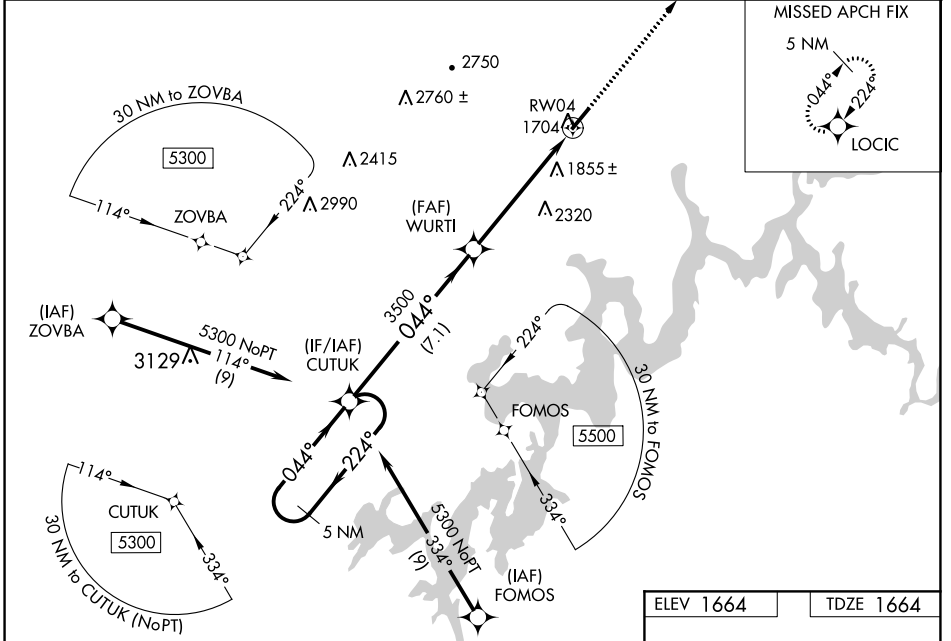 MISSED APCH FIX
5 NM
044°
224°
LOCIC
2750
2760 ±
RW04
1704
2415
1855 ±
2990
2320
30 NM to ZOVBA
5300
114°
224°
ZOVBA
(FAF)
WURTI
(IAF)
ZOVBA
5300 NoPT
114°
(9)
3129
(IF/IAF)
CUTUK
3500
044°
(7.1)
044°
224°
5 NM
224°
FOMOS
5500
334°
30 NM to FOMOS
114°
CUTUK
5300
334°
30 NM to CUTUK (NoPT)
5300 NoPT
334°
(9)
(IAF)
FOMOS
ELEV 1664
TDZE 1664